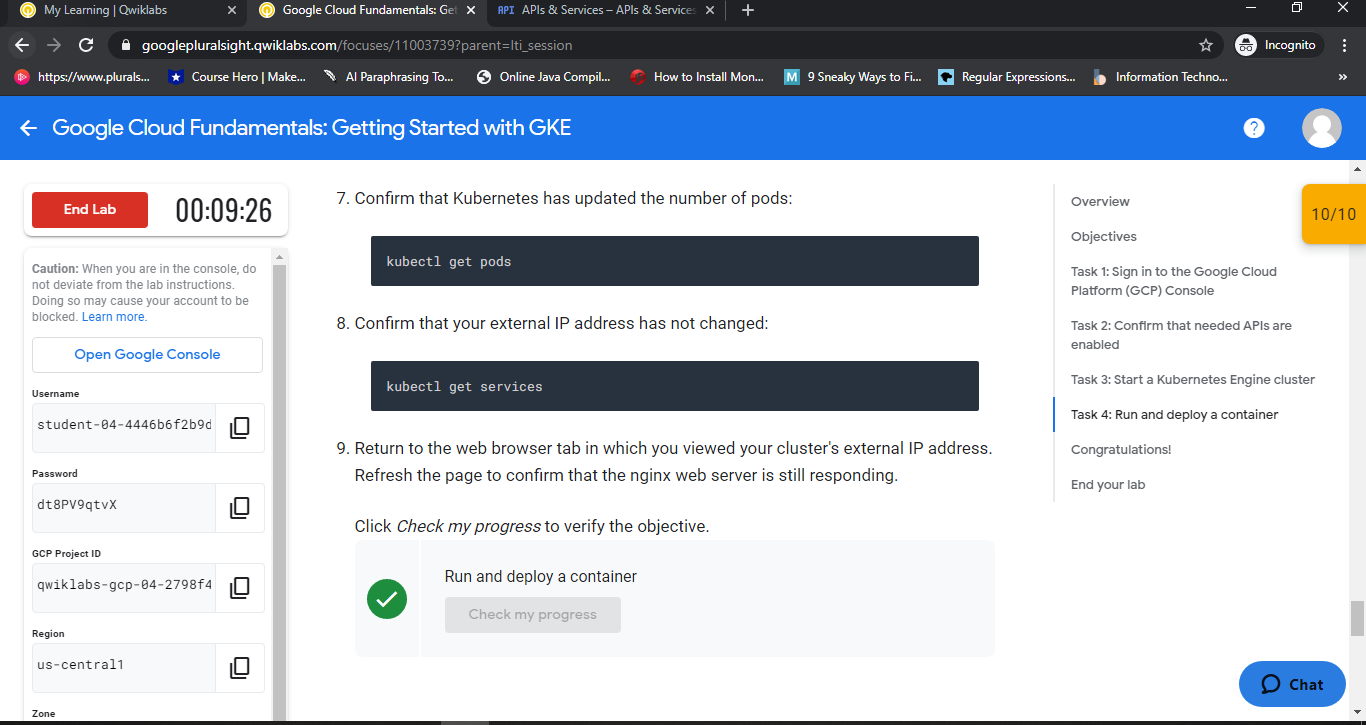 My Learning | Qwiklabs
Google Cloud Fundamentals: Get
API APIs & Services – APIs & Services
googlepluralsight.qwiklabs.com/focuses/11003739?parent=lti_session
Incognito
https://www.plurals...
Course Hero | Make...
AI Paraphrasing To...
Online Java Compil...
How to Install Mon...
M 9 Sneaky Ways to Fi...
Regular Expressions...
Information Techno...
»
Google Cloud Fundamentals: Getting Started with GKE
?
End Lab
00:09:26
Caution: When you are in the console, do
not deviate from the lab instructions.
Doing so may cause your account to be
blocked. Learn more.
Open Google Console
Username
student-04-4446b6f2b9d
Password
dt8PV9qtvX
GCP Project ID
qwiklabs-gcp-04-2798f4
Region
us-central1
Zone
7. Confirm that Kubernetes has updated the number of pods:
kubectl get pods
8. Confirm that your external IP address has not changed:
kubectl get services
9. Return to the web browser tab in which you viewed your cluster's external IP address.
Refresh the page to confirm that the nginx web server is still responding.
Click Check my progress to verify the objective.
Run and deploy a container
Check my progress
Overview
Objectives
Task 1: Sign in to the Google Cloud
Platform (GCP) Console
Task 2: Confirm that needed APIs are
enabled
Task 3: Start a Kubernetes Engine cluster
Task 4: Run and deploy a container
Congratulations!
End your lab
10/10
Chat